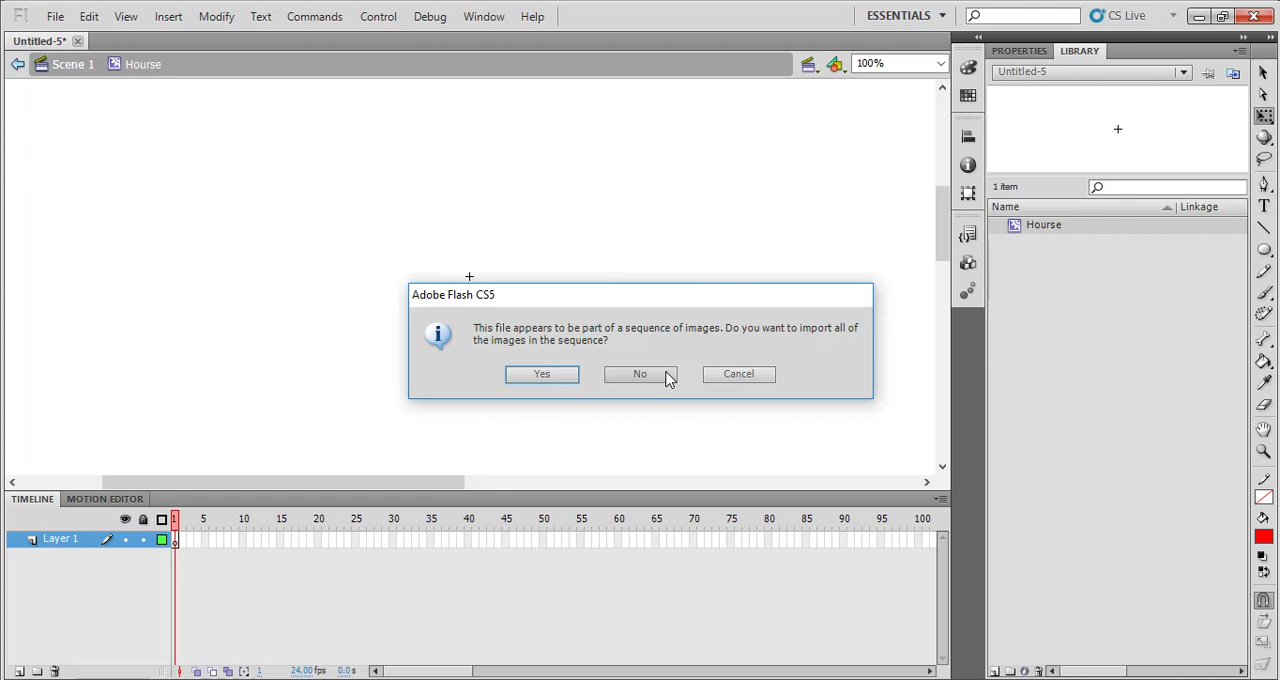 Fl File Edit View Insert Modify Text Commands Control Debug Window Help ESSENTIALS CS Live
Untitled-5*
Scene 1 Hourse 100%
PROPERTIES LIBRARY
Untitled-5
1 item
Name Linkage
Hourse
Adobe Flash CS5
This file appears to be part of a sequence of images. Do you want to import all of
the images in the sequence?
Yes No Cancel
TIMELINE MOTION EDITOR
1 5 10 15 20 25 30 35 40 45 50 55 60 65 70 75 80 85 90 95 100
Layer 1
1 24.00 fps 0.0 s